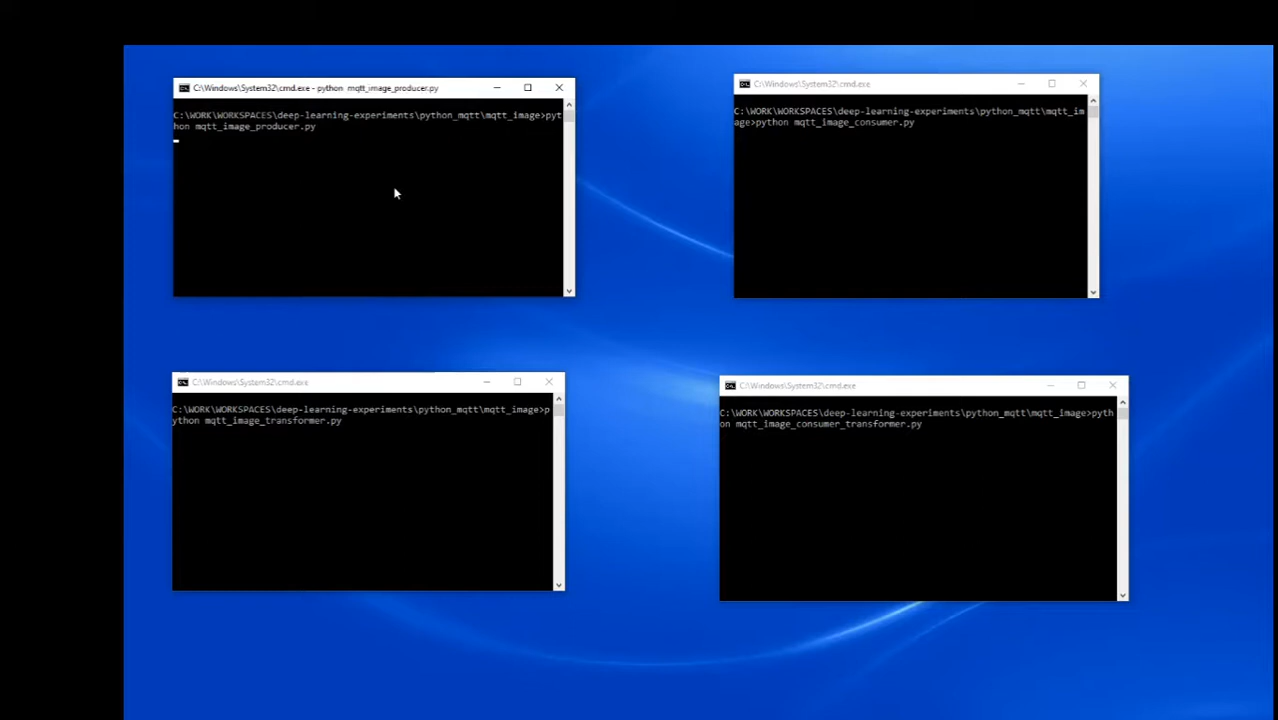 C:\Windows\System32\cmd.exe - python mqtt_image_producer.py
C:\WORK\WORKSPACES\deep-learning-experiments\python_mqtt\mqtt_image>pyt
hon mqtt_image_producer.py
C:\Windows\System32\cmd.exe
C:\WORK\WORKSPACES\deep-learning-experiments\python_mqtt\mqtt_im
age>python mqtt_image_consumer.py
C:\Windows\System32\cmd.exe
C:\WORK\WORKSPACES\deep-learning-experiments\python_mqtt\mqtt_image>p
ython mqtt_image_transformer.py
C:\Windows\System32\cmd.exe
C:\WORK\WORKSPACES\deep-learning-experiments\python_mqtt\mqtt_image>pyth
on mqtt_image_consumer_transformer.py